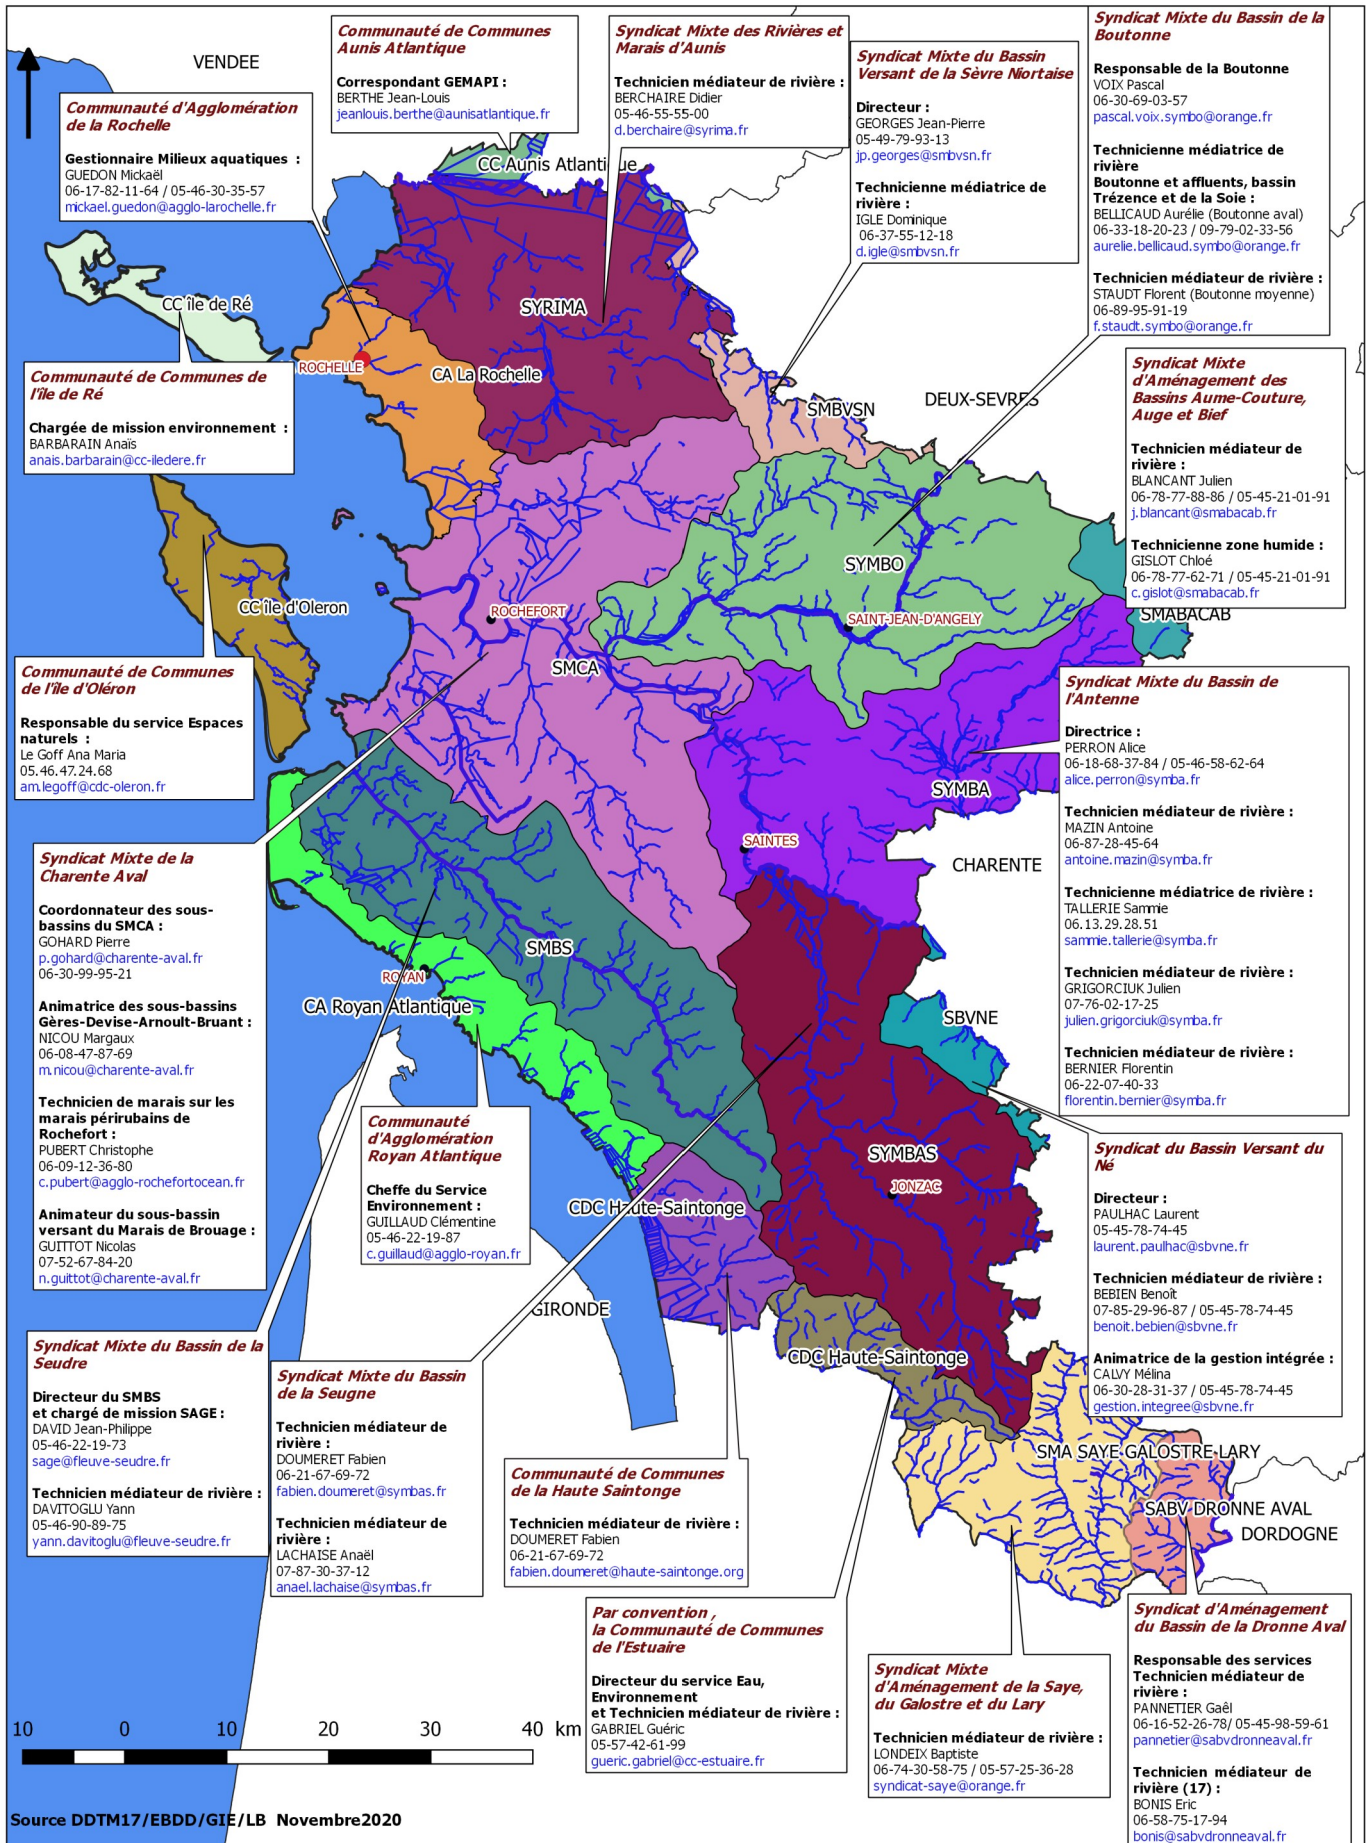 VENDEE
Communauté de Communes
Aunis Atlantique
Correspondant GEMAPI :
BERTHE Jean-Louis
jeanlouis.berthe@aunisatlantique.fr
Syndicat Mixte des Rivières et
Marais d'Aunis
Technicien médiateur de rivière :
BERCHAIRE Didier
05-46-55-55-00
d.berchaire@syrima.fr
Syndicat Mixte du Bassin
Versant de la Sèvre Niortaise
Directeur :
GEORGES Jean-Pierre
05-49-79-93-13
jp.georges@smbvsn.fr
Technicienne médiatrice de
rivière :
IGLE Dominique
06-37-55-12-18
d.igle@smbvsn.fr
Syndicat Mixte du Bassin de la
Boutonne
Responsable de la Boutonne
VOIX Pascal
06-30-69-03-57
pascal.voix.symbo@orange.fr
Technicienne médiatrice de
rivière
Boutonne et affluents, bassin
Trézence et de la Soie :
BELLICAUD Aurélie (Boutonne aval)
06-33-18-20-23 / 09-79-02-33-56
aurelie.bellicaud.symbo@orange.fr
Technicien médiateur de rivière :
STAUDT Florent (Boutonne moyenne)
06-89-95-91-19
f.staudt.symbo@orange.fr
Communauté d'Agglomération
de la Rochelle
Gestionnaire Milieux aquatiques :
GUEDON Mickaël
06-17-82-11-64 / 05-46-30-35-57
mickael.guedon@agglo-larochelle.fr
CC Aunis Atlantique
CC île de Ré
SYRIMA
ROCHELLE
CA La Rochelle
SMBVSN
DEUX-SEVRES
Communauté de Communes de
l'île de Ré
Chargée de mission environnement :
BARBARAIN Anaïs
anais.barbarain@cc-iledere.fr
Syndicat Mixte
d'Aménagement des
Bassins Aume-Couture,
Auge et Bief
Technicien médiateur de
rivière :
BLANCANT Julien
06-78-77-88-86 / 05-45-21-01-91
j.blancant@smabacab.fr
Technicienne zone humide :
GISLOT Chloé
06-78-77-62-71 / 05-45-21-01-91
c.gislot@smabacab.fr
SYMBO
CC île d'Oleron
ROCHEFORT
SAINT-JEAN-D'ANGELY
SMABACAB
SMCA
Communauté de Communes
de l'île d'Oléron
Responsable du service Espaces
naturels :
Le Goff Ana Maria
05.46.47.24.68
am.legoff@cdc-oleron.fr
Syndicat Mixte du Bassin de
l'Antenne
Directrice :
PERRON Alice
06-18-68-37-84 / 05-46-58-62-64
alice.perron@symba.fr
Technicien médiateur de rivière :
MAZIN Antoine
06-87-28-45-64
antoine.mazin@symba.fr
Technicienne médiatrice de rivière :
TALLERIE Sammie
06.13.29.28.51
sammie.tallerie@symba.fr
Technicien médiateur de rivière :
GRIGORCIUK Julien
07-76-02-17-25
julien.grigorciuk@symba.fr
Technicien médiateur de rivière :
BERNIER Florentin
06-22-07-40-33
florentin.bernier@symba.fr
SYMBA
SAINTES
CHARENTE
Syndicat Mixte de la
Charente Aval
Coordonnateur des sous-
bassins du SMCA :
GOHARD Pierre
p.gohard@charente-aval.fr
06-30-99-95-21
Animatrice des sous-bassins
Gères-Devise-Arnoult-Bruant :
NICOU Margaux
06-08-47-87-69
m.nicou@charente-aval.fr
Technicien de marais sur les
marais périrubains de
Rochefort :
PUBERT Christophe
06-09-12-36-80
c.pubert@agglo-rochefortocean.fr
Animateur du sous-bassin
versant du Marais de Brouage :
GUITTOT Nicolas
07-52-67-84-20
n.guittot@charente-aval.fr
SMBS
ROYAN
CA Royan Atlantique
SBVNE
Communauté
d'Agglomération
Royan Atlantique
Cheffe du Service
Environnement :
GUILLAUD Clémentine
05-46-22-19-87
c.guillaud@agglo-royan.fr
SYMBAS
JONZAC
CDC Haute-Saintonge
Syndicat du Bassin Versant du
Né
Directeur :
PAULHAC Laurent
05-45-78-74-45
laurent.paulhac@sbvne.fr
Technicien médiateur de rivière :
BEBIEN Benoît
07-85-29-96-87 / 05-45-78-74-45
benoit.bebien@sbvne.fr
Animatrice de la gestion intégrée :
CALVY Mélina
06-30-28-31-37 / 05-45-78-74-45
gestion.integree@sbvne.fr
GIRONDE
CDC Haute-Saintonge
Syndicat Mixte du Bassin de la
Seudre
Directeur du SMBS
et chargé de mission SAGE :
DAVID Jean-Philippe
05-46-22-19-73
sage@fleuve-seudre.fr
Technicien médiateur de rivière :
DAVITOGLU Yann
05-46-90-89-75
yann.davitoglu@fleuve-seudre.fr
Syndicat Mixte du Bassin
de la Seugne
Technicien médiateur de
rivière :
DOUMERET Fabien
06-21-67-69-72
fabien.doumeret@symbas.fr
Technicien médiateur de
rivière :
LACHAISE Anaël
07-87-30-37-12
anael.lachaise@symbas.fr
Communauté de Communes
de la Haute Saintonge
Technicien médiateur de rivière :
DOUMERET Fabien
06-21-67-69-72
fabien.doumeret@haute-saintonge.org
SMA SAYE GALOSTRE LARY
SABV DRONNE AVAL
DORDOGNE
Par convention ,
la Communauté de Communes
de l'Estuaire
Directeur du service Eau,
Environnement
et Technicien médiateur de rivière :
GABRIEL Guéric
05-57-42-61-99
gueric.gabriel@cc-estuaire.fr
Syndicat Mixte
d'Aménagement de la Saye,
du Galostre et du Lary
Technicien médiateur de rivière :
LONDEIX Baptiste
06-74-30-58-75 / 05-57-25-36-28
syndicat-saye@orange.fr
Syndicat d'Aménagement
du Bassin de la Dronne Aval
Responsable des services
Technicien médiateur de
rivière :
PANNETIER Gaêl
06-16-52-26-78/ 05-45-98-59-61
pannetier@sabvdronneaval.fr
Technicien médiateur de
rivière (17) :
BONIS Eric
06-58-75-17-94
bonis@sabvdronneaval.fr
10 0 10 20 30 40 km
Source DDTM17/EBDD/GIE/LB Novembre2020